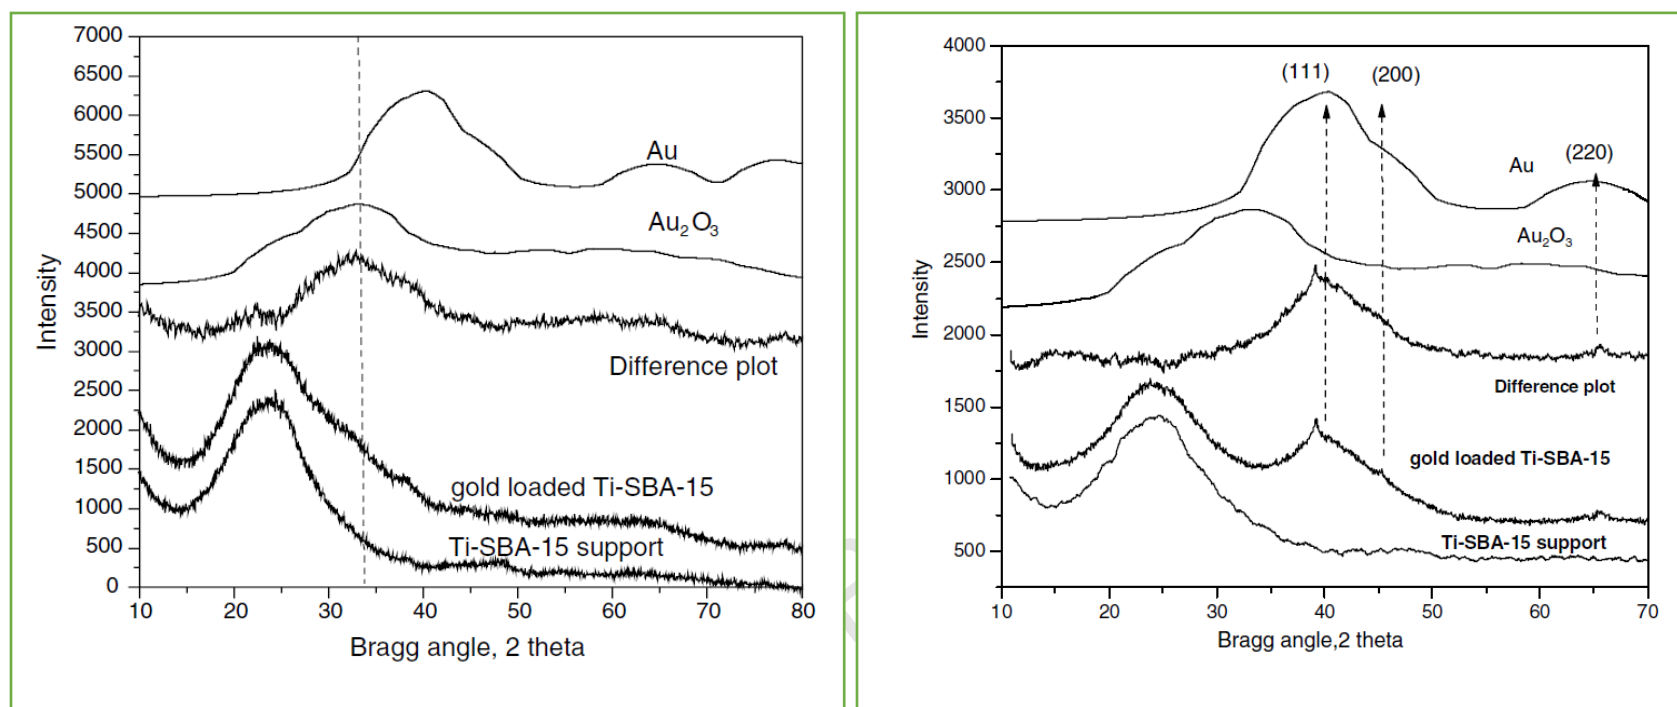 7000
6500
6000
5500
5000
4500
4000
3500
3000
2500
2000
1500
1000
500
0
Intensity
Au
Au2O3
Difference plot
gold loaded Ti-SBA-15
Ti-SBA-15 support
10 20 30 40 50 60 70 80
Bragg angle, 2 theta
4000
3500
3000
2500
2000
1500
1000
500
Intensity
(111)
(200)
(220)
Au
Au2O3
Difference plot
gold loaded Ti-SBA-15
Ti-SBA-15 support
10 20 30 40 50 60 70
Bragg angle,2 theta